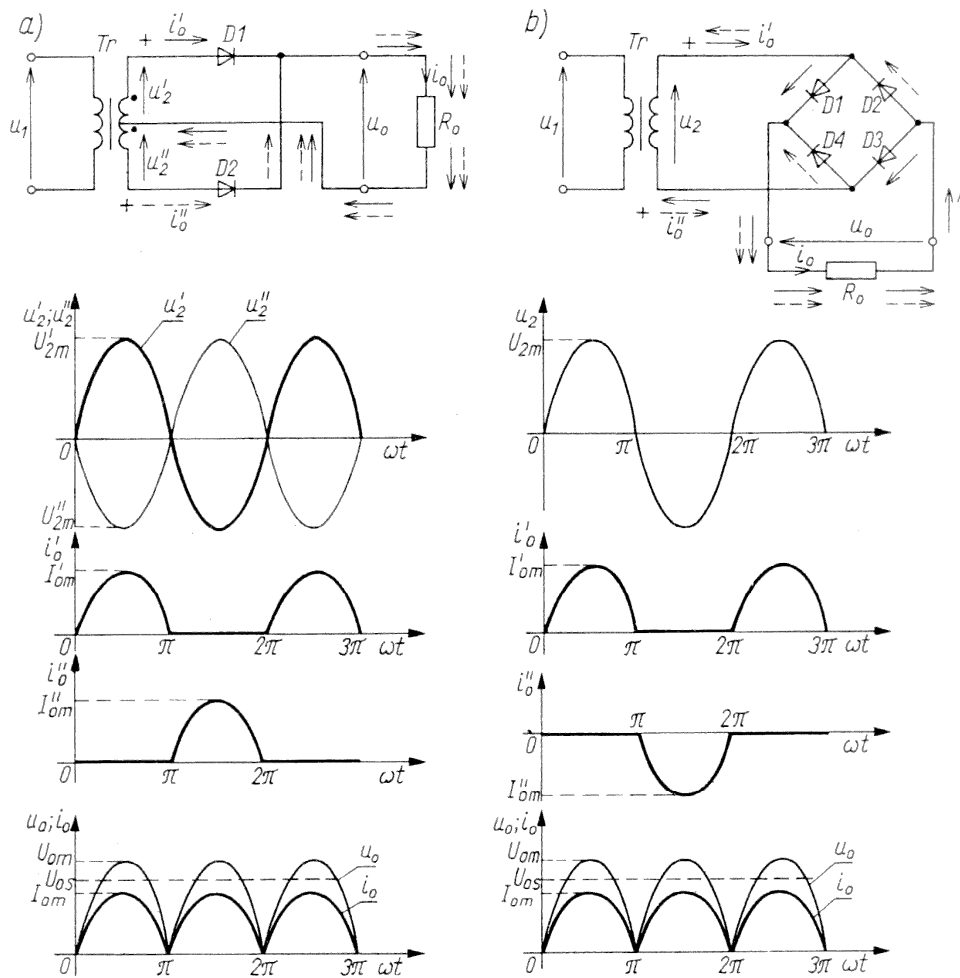 a)
Tr
+ i'o
D1
u1
u'2
u''2
uo
io
Ro
D2
+ i''o
b)
Tr
+ i'o
u1
u2
D1
D2
D4
D3
+ i''o
uo
io
Ro
u'2;u''2
U'2m
u'2
u''2
0
ωt
U''2m
u2
U2m
0
π
2π
3π
ωt
i'o
I'om
0
π
2π
3π
ωt
i'o
I'om
0
π
2π
3π
ωt
i''o
I''om
0
π
2π
ωt
i''o
π
2π
0
ωt
I''om
uo;io
Uom
Uos
Iom
uo
io
0
π
2π
3π
ωt
uo;io
Uom
Uos
Iom
uo
io
0
π
2π
3π
ωt